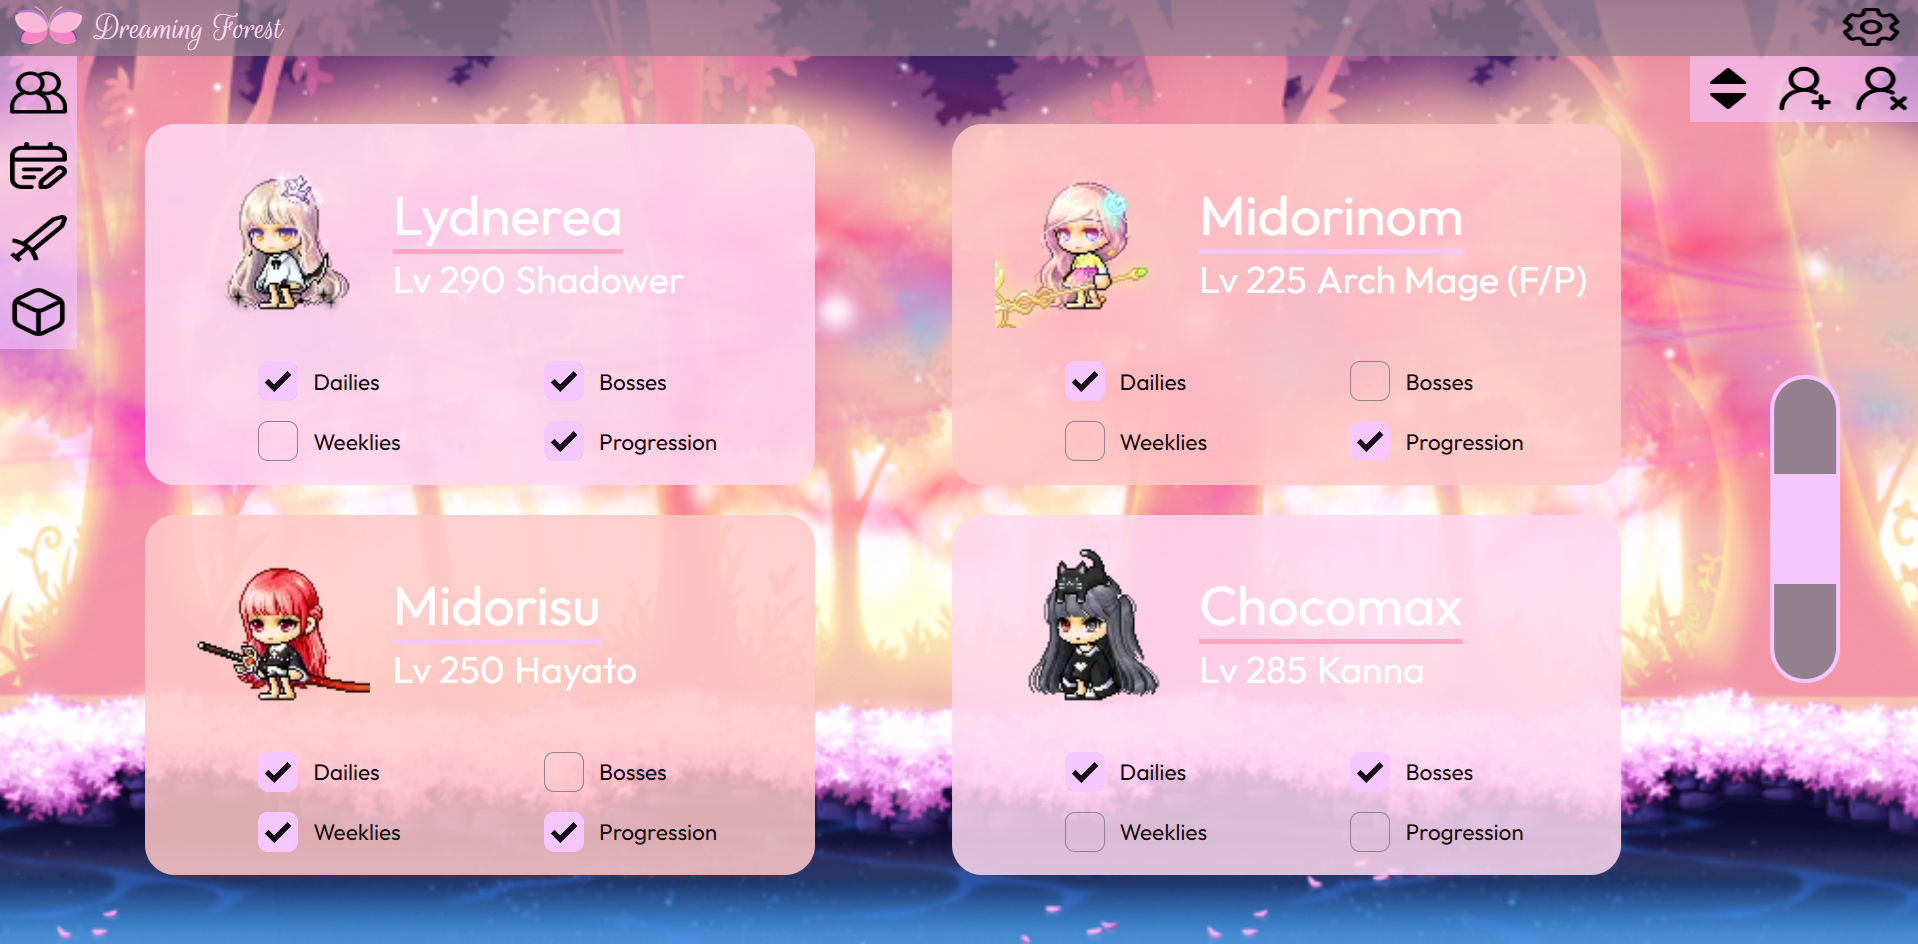 Dreaming Forest
Lydnerea
Lv 290 Shadower
Dailies
Bosses
Weeklies
Progression
Midorinom
Lv 225 Arch Mage (F/P)
Dailies
Bosses
Weeklies
Progression
Midorisu
Lv 250 Hayato
Dailies
Bosses
Weeklies
Progression
Chocomax
Lv 285 Kanna
Dailies
Bosses
Weeklies
Progression